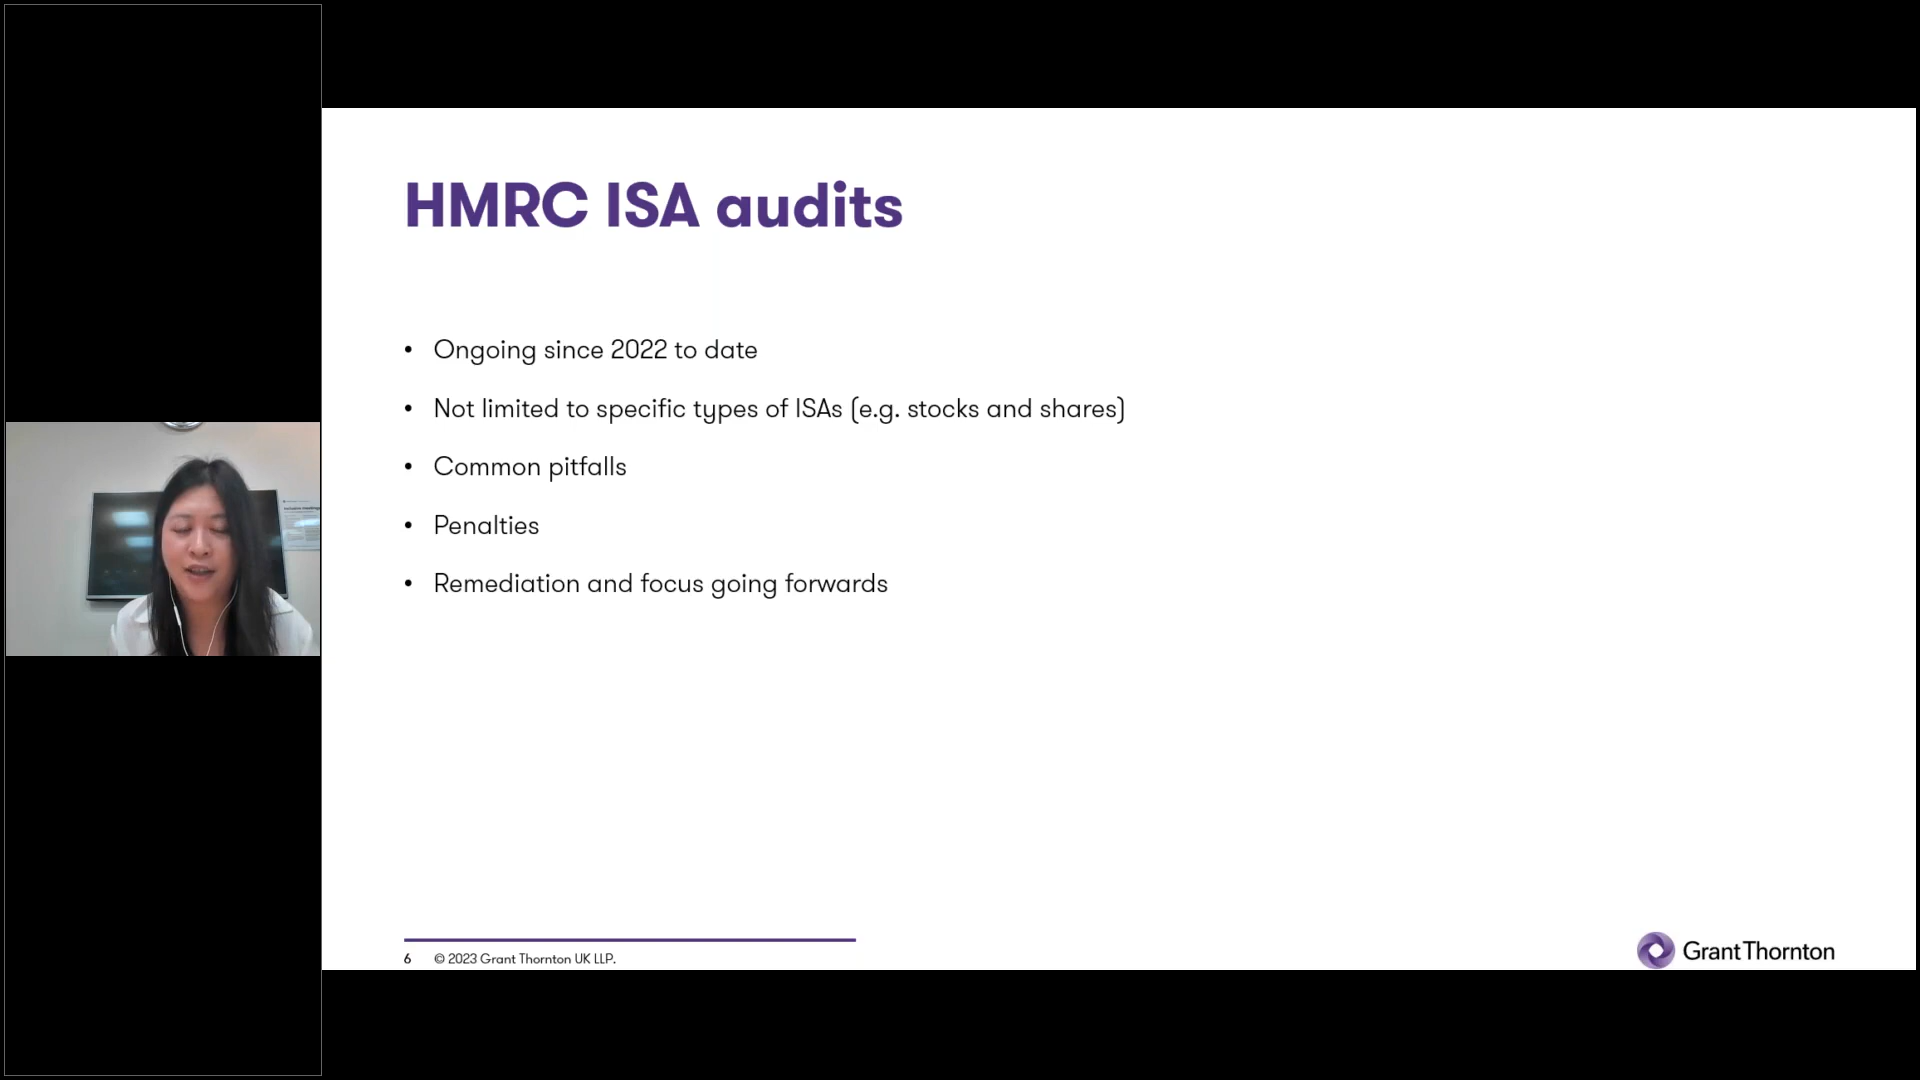 HMRC ISA audits
• Ongoing since 2022 to date
• Not limited to specific types of ISAs (e.g. stocks and shares)
• Common pitfalls
• Penalties
• Remediation and focus going forwards
6 © 2023 Grant Thornton UK LLP.
Grant Thornton